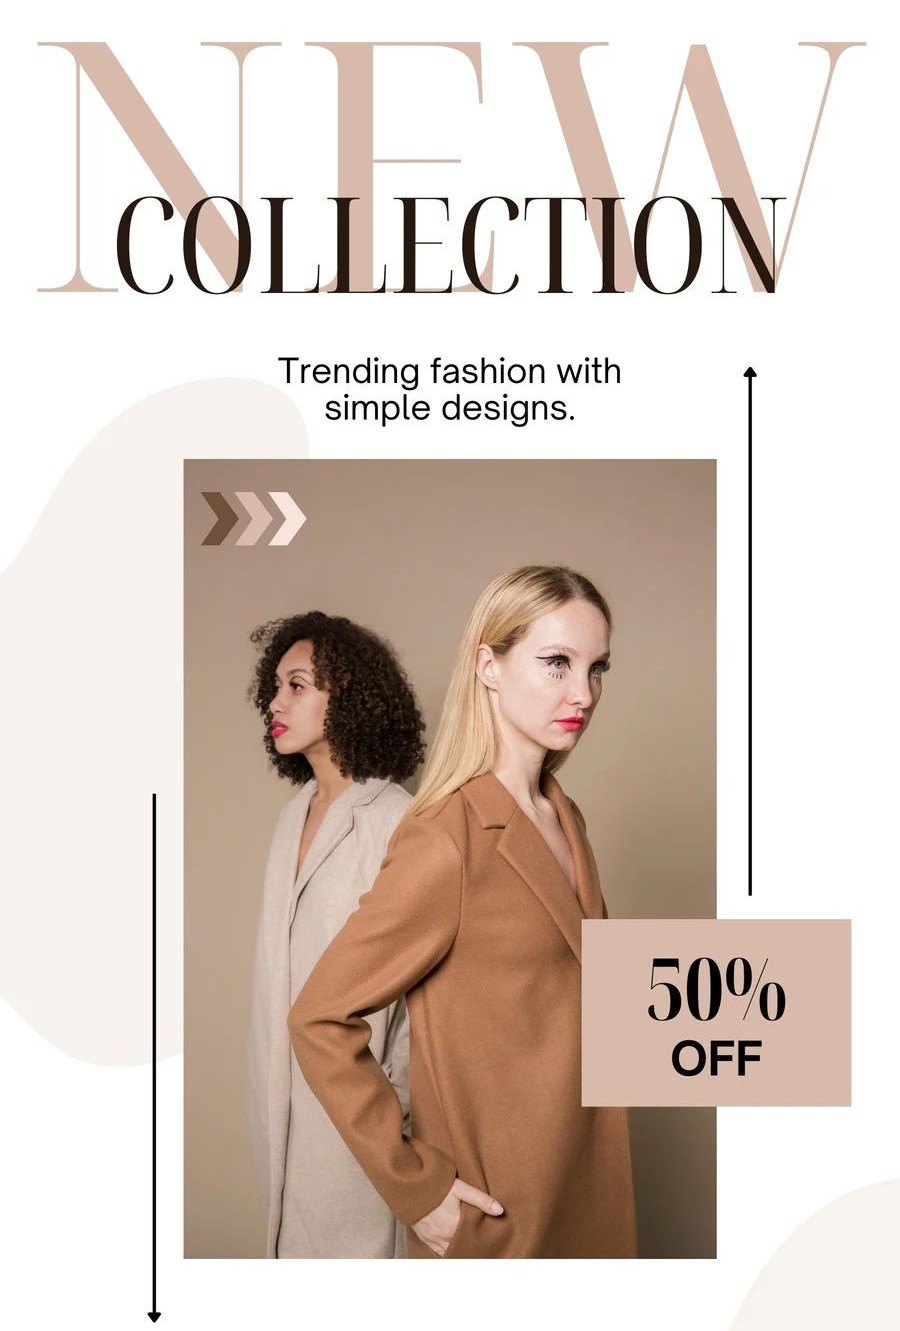 NEW
COLLECTION
Trending fashion with
simple designs.
50%
OFF